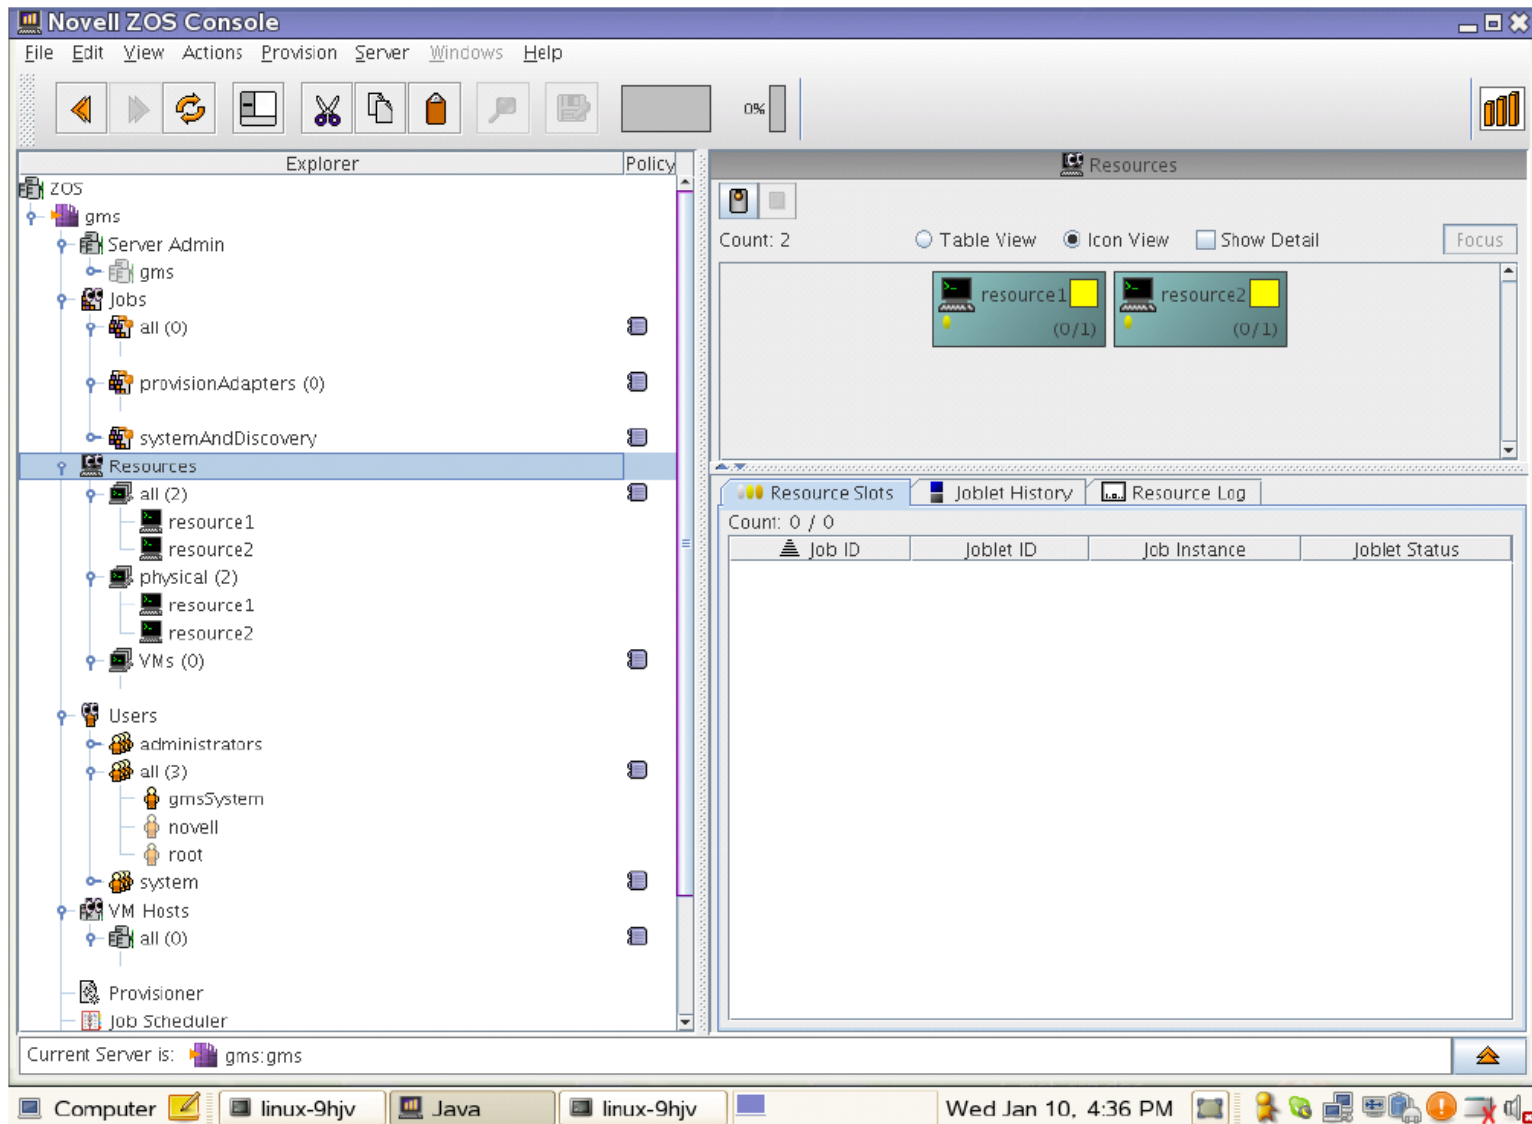 Novell ZOS Console
File Edit View Actions Provision Server Windows Help
0%
Explorer Policy
ZOS
gms
Server Admin
gms
Jobs
all (0)
provisionAdapters (0)
systemAndDiscovery
Resources
all (2)
resource1
resource2
physical (2)
resource1
resource2
VMs (0)
Users
administrators
all (3)
gmsSystem
novell
root
system
VM Hosts
all (0)
Provisioner
Job Scheduler
Resources
Count: 2 Table View Icon View Show Detail Focus
resource1 resource2
(0/1) (0/1)
Resource Slots Joblet History Resource Log
Count: 0 / 0
Job ID Joblet ID Job Instance Joblet Status
Current Server is: gms:gms
Computer linux-9hjv Java linux-9hjv Wed Jan 10, 4:36 PM